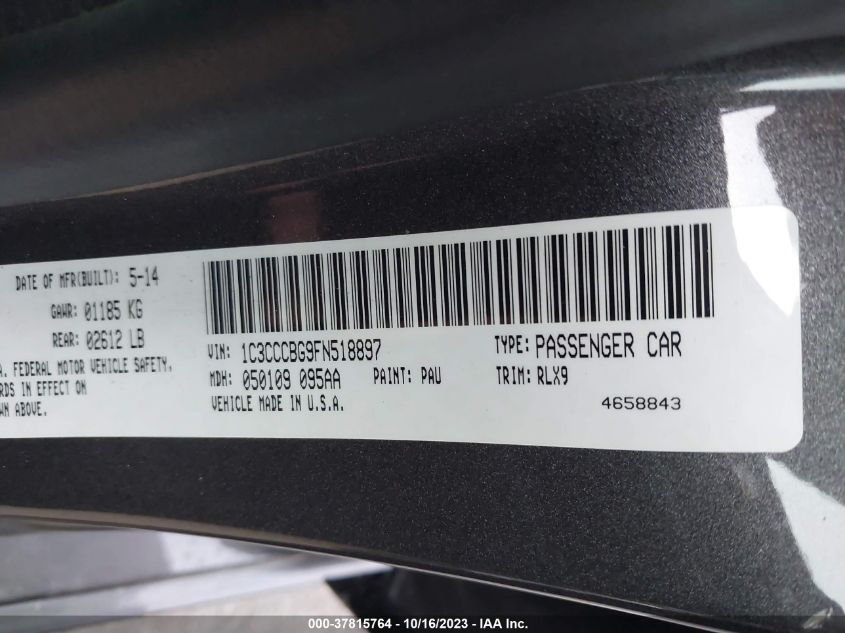 DATE OF MFR(BUILT): 5-14
GAWR: 01185 KG
REAR: 02612 LB
A. FEDERAL MOTOR VEHICLE SAFETY,
RDS IN EFFECT ON
WN ABOVE.
VIN: 1C3CCCBG9FN518897
TYPE: PASSENGER CAR
MDH: 050109 095AA
PAINT: PAU
TRIM: RLX9
VEHICLE MADE IN U.S.A.
4658843
000-37815764 - 10/16/2023 - IAA Inc.